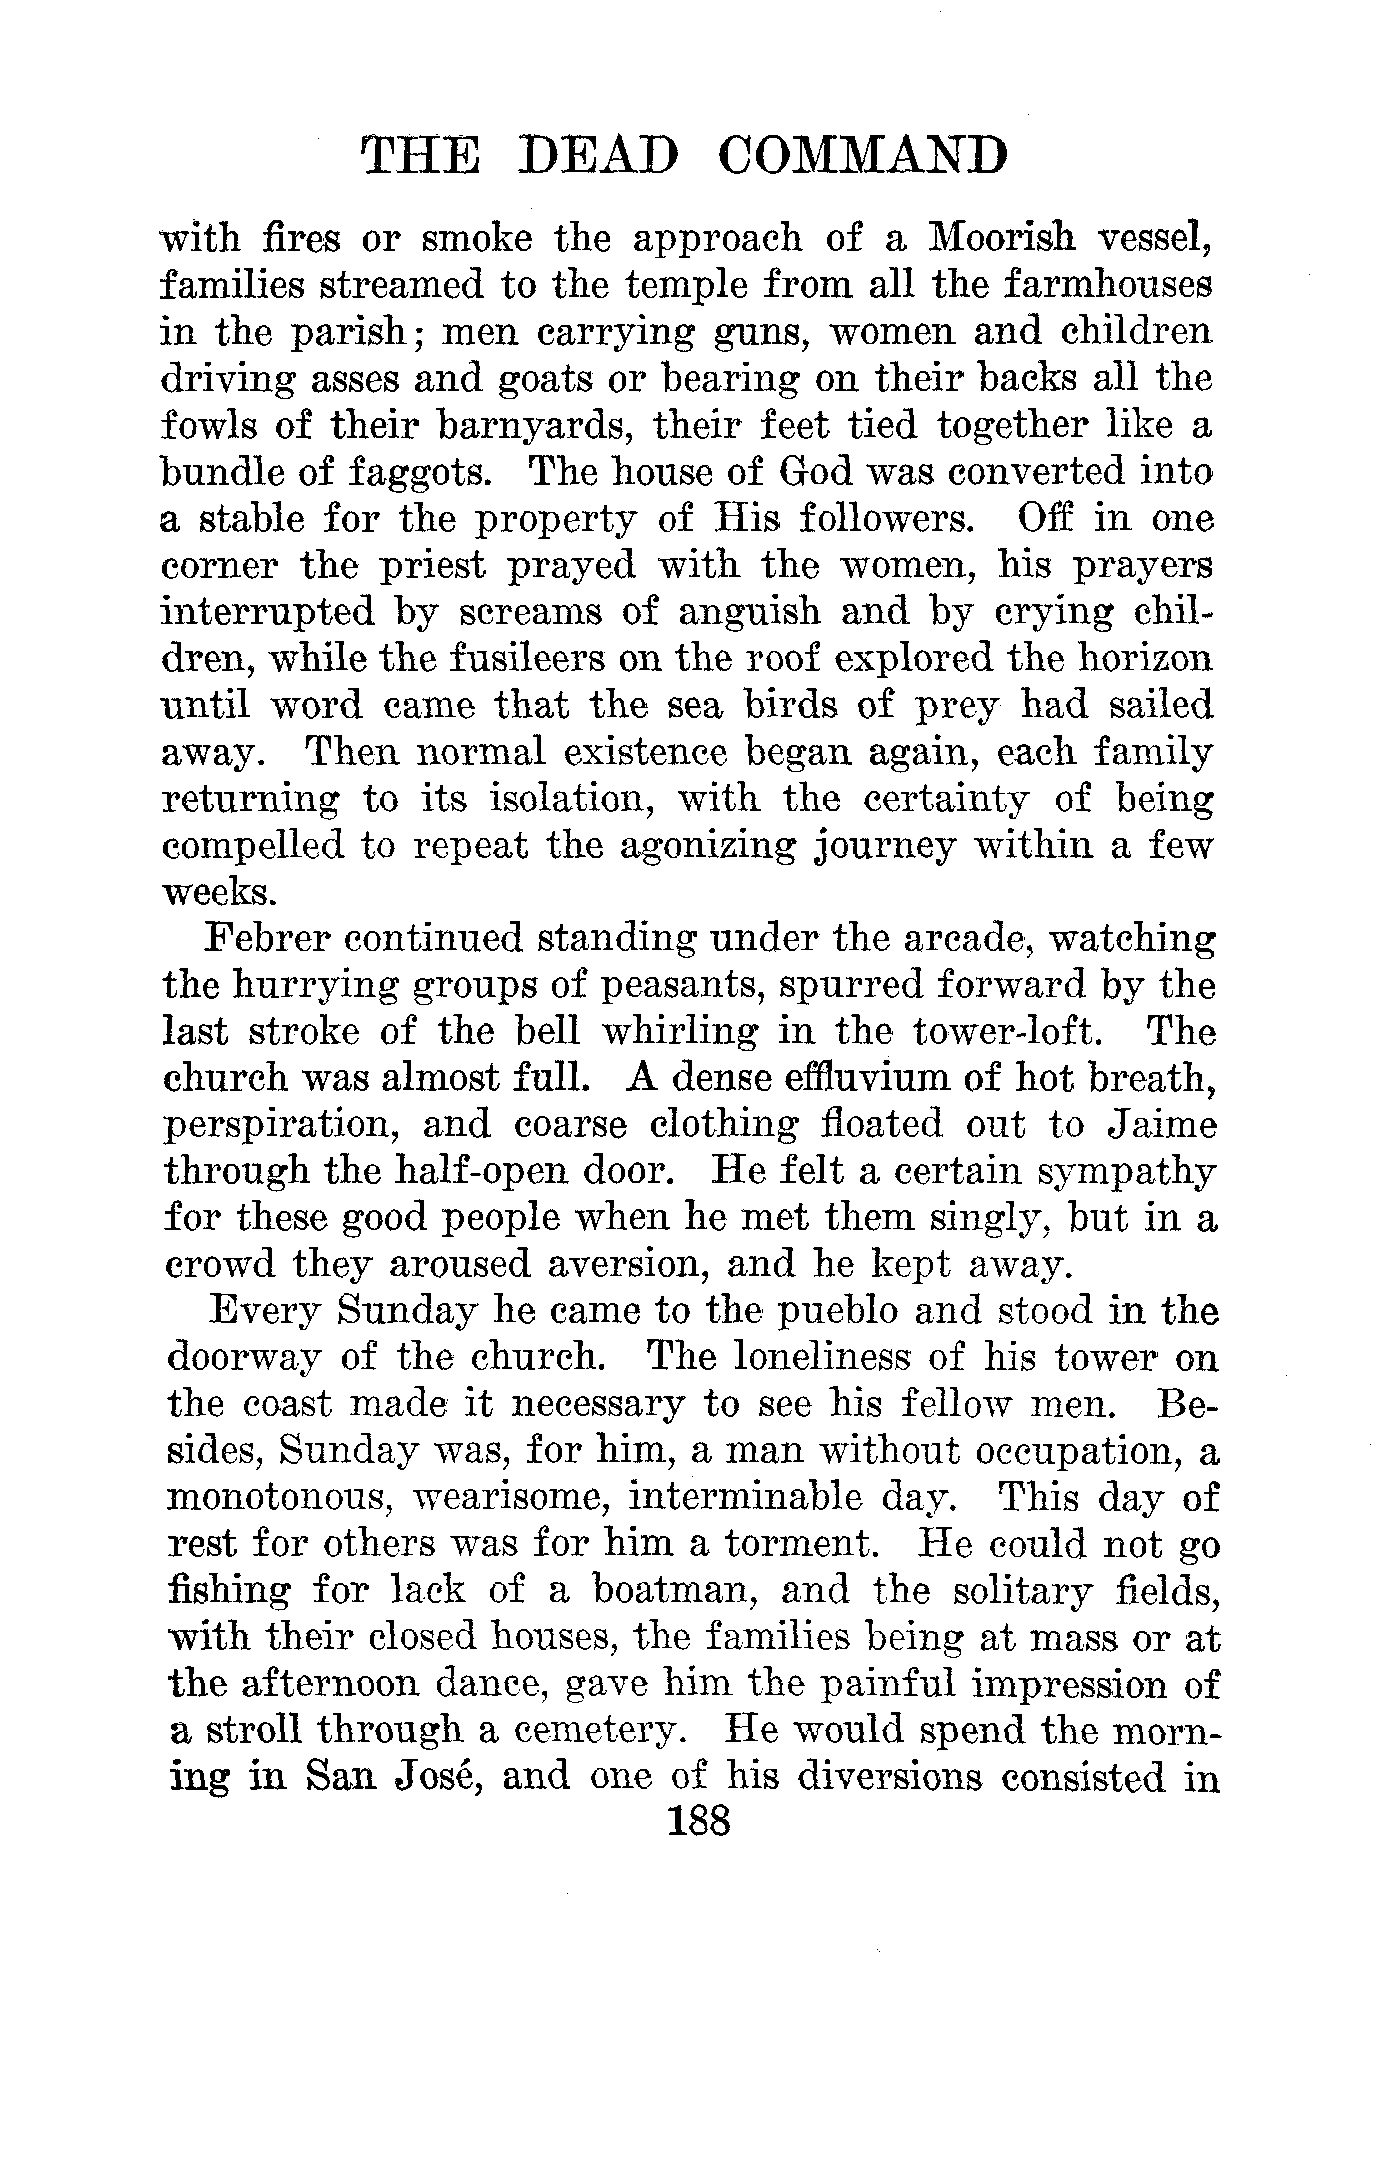 THE DEAD COMMAND
with fires or smoke the approach of a Moorish vessel,
families streamed to the temple from all the farmhouses
in the parish; men carrying guns, women and children
driving asses and goats or bearing on their backs all the
fowls of their barnyards, their feet tied together like a
bundle of faggots. The house of God was converted into
a stable for the property of His followers. Off in one
corner the priest prayed with the women, his prayers
interrupted by screams of anguish and by crying chil-
dren, while the fusileers on the roof explored the horizon
until word came that the sea birds of prey had sailed
away. Then normal existence began again, each family
returning to its isolation, with the certainty of being
compelled to repeat the agonizing journey within a few
weeks.
Febrer continued standing under the arcade, watching
the hurrying groups of peasants, spurred forward by the
last stroke of the bell whirling in the tower-loft. The
church was almost full. A dense effluvium of hot breath,
perspiration, and coarse clothing floated out to Jaime
through the half-open door. He felt a certain sympathy
for these good people when he met them singly, but in a
crowd they aroused aversion, and he kept away.
Every Sunday he came to the pueblo and stood in the
doorway of the church. The loneliness of his tower on
the coast made it necessary to see his fellow men. Be-
sides, Sunday was, for him, a man without occupation, a
monotonous, wearisome, interminable day. This day of
rest for others was for him a torment. He could not go
fishing for lack of a boatman, and the solitary fields,
with their closed houses, the families being at mass or at
the afternoon dance, gave him the painful impression of
a stroll through a cemetery. He would spend the morn-
ing in San José, and one of his diversions consisted in
188